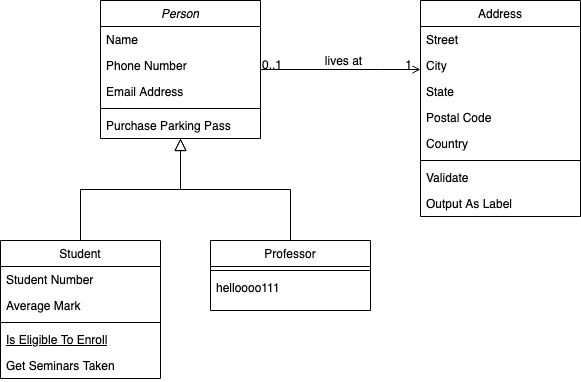 Person
Name
Phone Number
Email Address
Purchase Parking Pass
0..1
lives at
1
Address
Street
City
State
Postal Code
Country
Validate
Output As Label
Student
Student Number
Average Mark
Is Eligible To Enroll
Get Seminars Taken
Professor
helloooo111